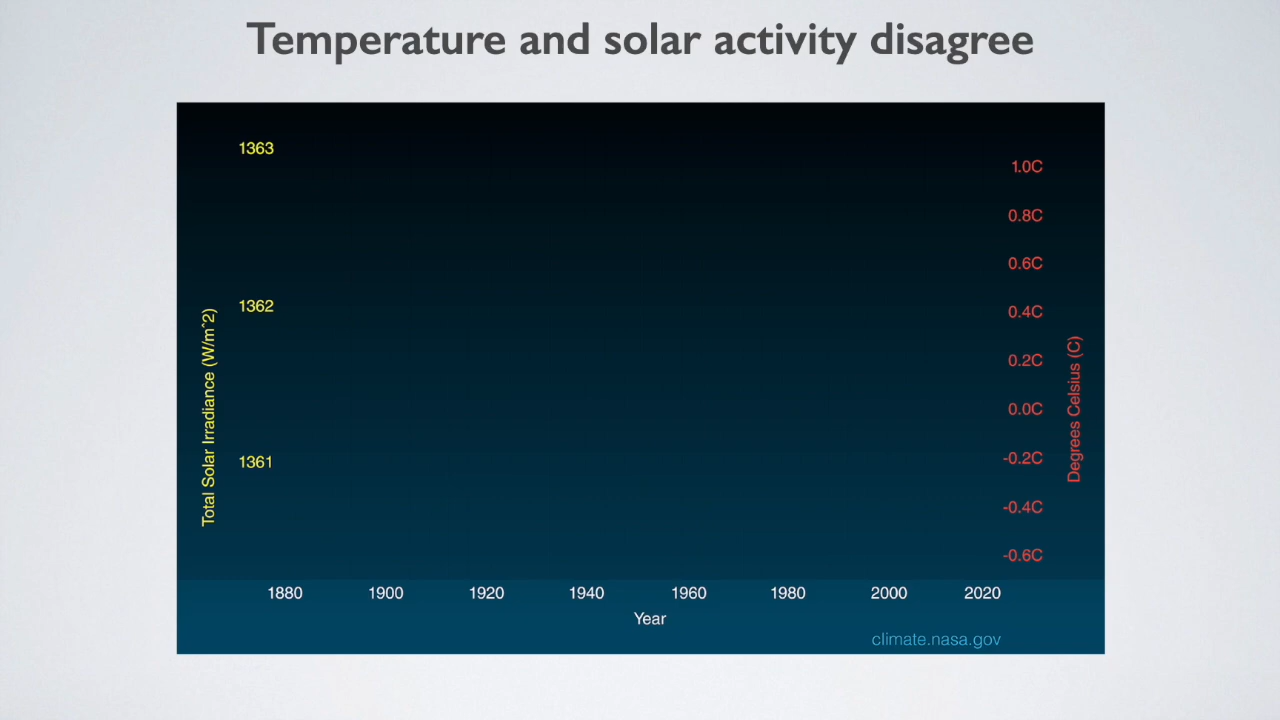 Temperature and solar activity disagree
1363
1362
1361
Total Solar Irradiance (W/m^2)
1.0C
0.8C
0.6C
0.4C
0.2C
0.0C
-0.2C
-0.4C
-0.6C
Degrees Celsius (C)
1880 1900 1920 1940 1960 1980 2000 2020
Year
climate.nasa.gov